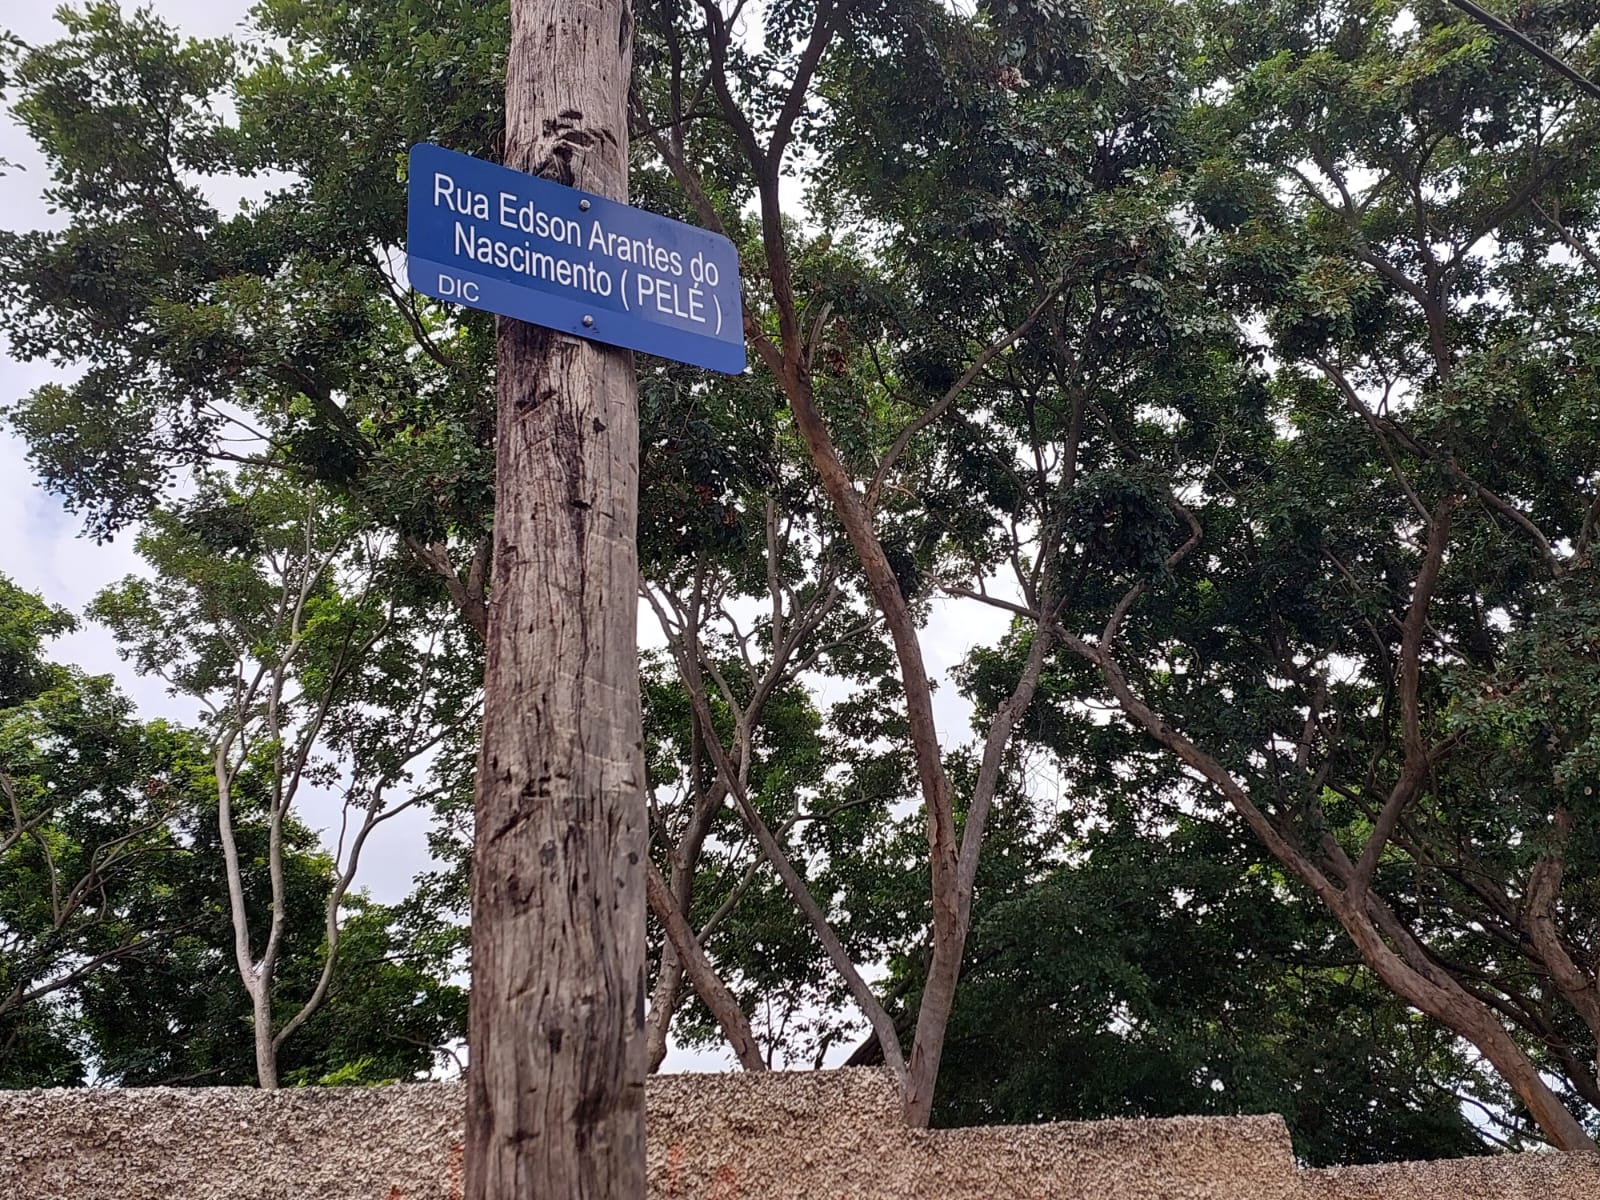 Rua Edson Arantes do
Nascimento ( PELÉ )
DIC